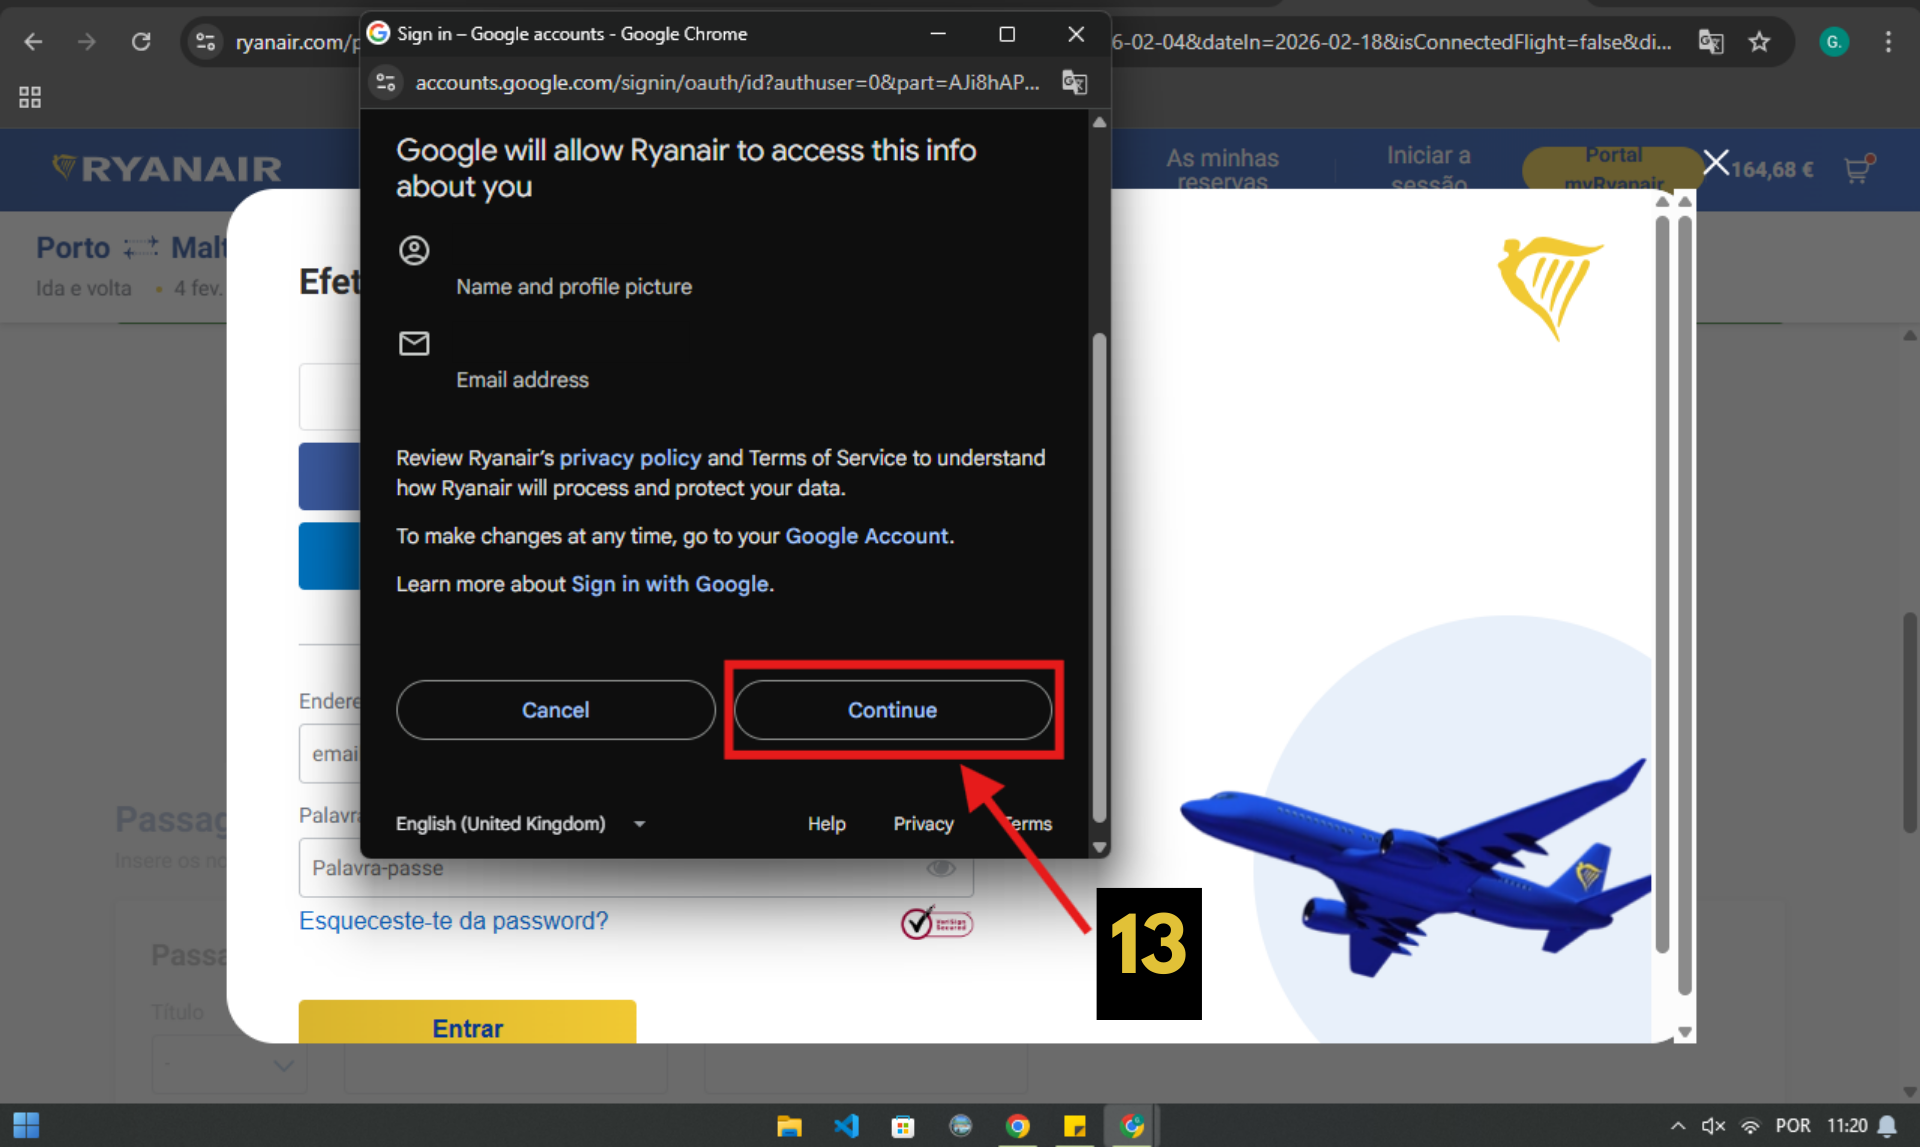 Sign in – Google accounts - Google Chrome
ryanair.com/
6-02-04&dateIn=2026-02-18&isConnectedFlight=false&di...
G.
accounts.google.com/signin/oauth/id?authuser=0&part=AJi8hAP...
RYANAIR
As minhas reservas
Iniciar a sessão
Portal myRyanair
164,68 €
Porto
Malt
Ida e volta • 4 fev.
Efet
Google will allow Ryanair to access this info
about you
Name and profile picture
Email address
Review Ryanair's privacy policy and Terms of Service to understand
how Ryanair will process and protect your data.
To make changes at any time, go to your Google Account.
Learn more about Sign in with Google.
Cancel
Continue
English (United Kingdom)
Help
Privacy
Terms
Endere
emai
Palavra
Palavra-passe
Esqueceste-te da password?
VeriSign
Secured
Entrar
13
Passag
Insere os no
Passa
Título
-
POR
11:20